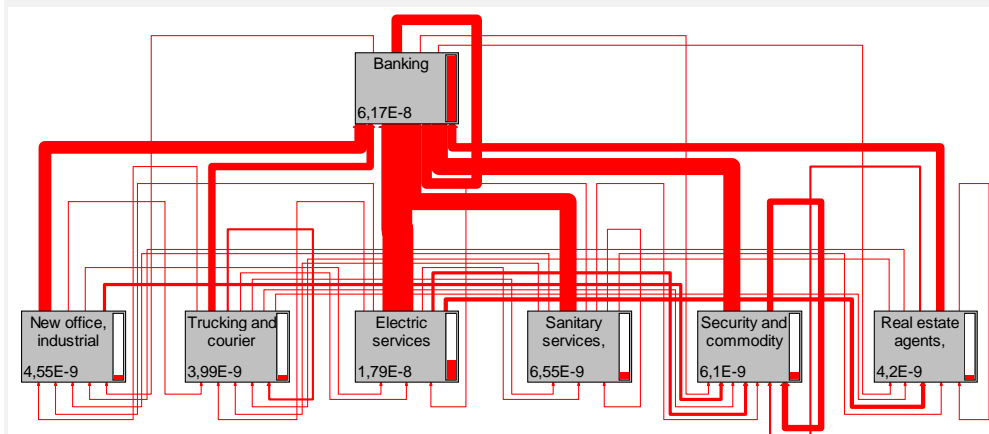 Banking
6,17E-8
New office,
industrial
4,55E-9
Trucking and
courier
3,99E-9
Electric
services
1,79E-8
Sanitary
services,
6,55E-9
Security and
commodity
6,1E-9
Real estate
agents,
4,2E-9